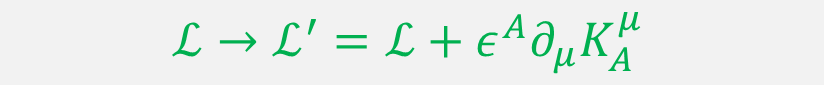 ℒ → ℒ′ = ℒ + ϵ^A ∂_μ K_A^μ